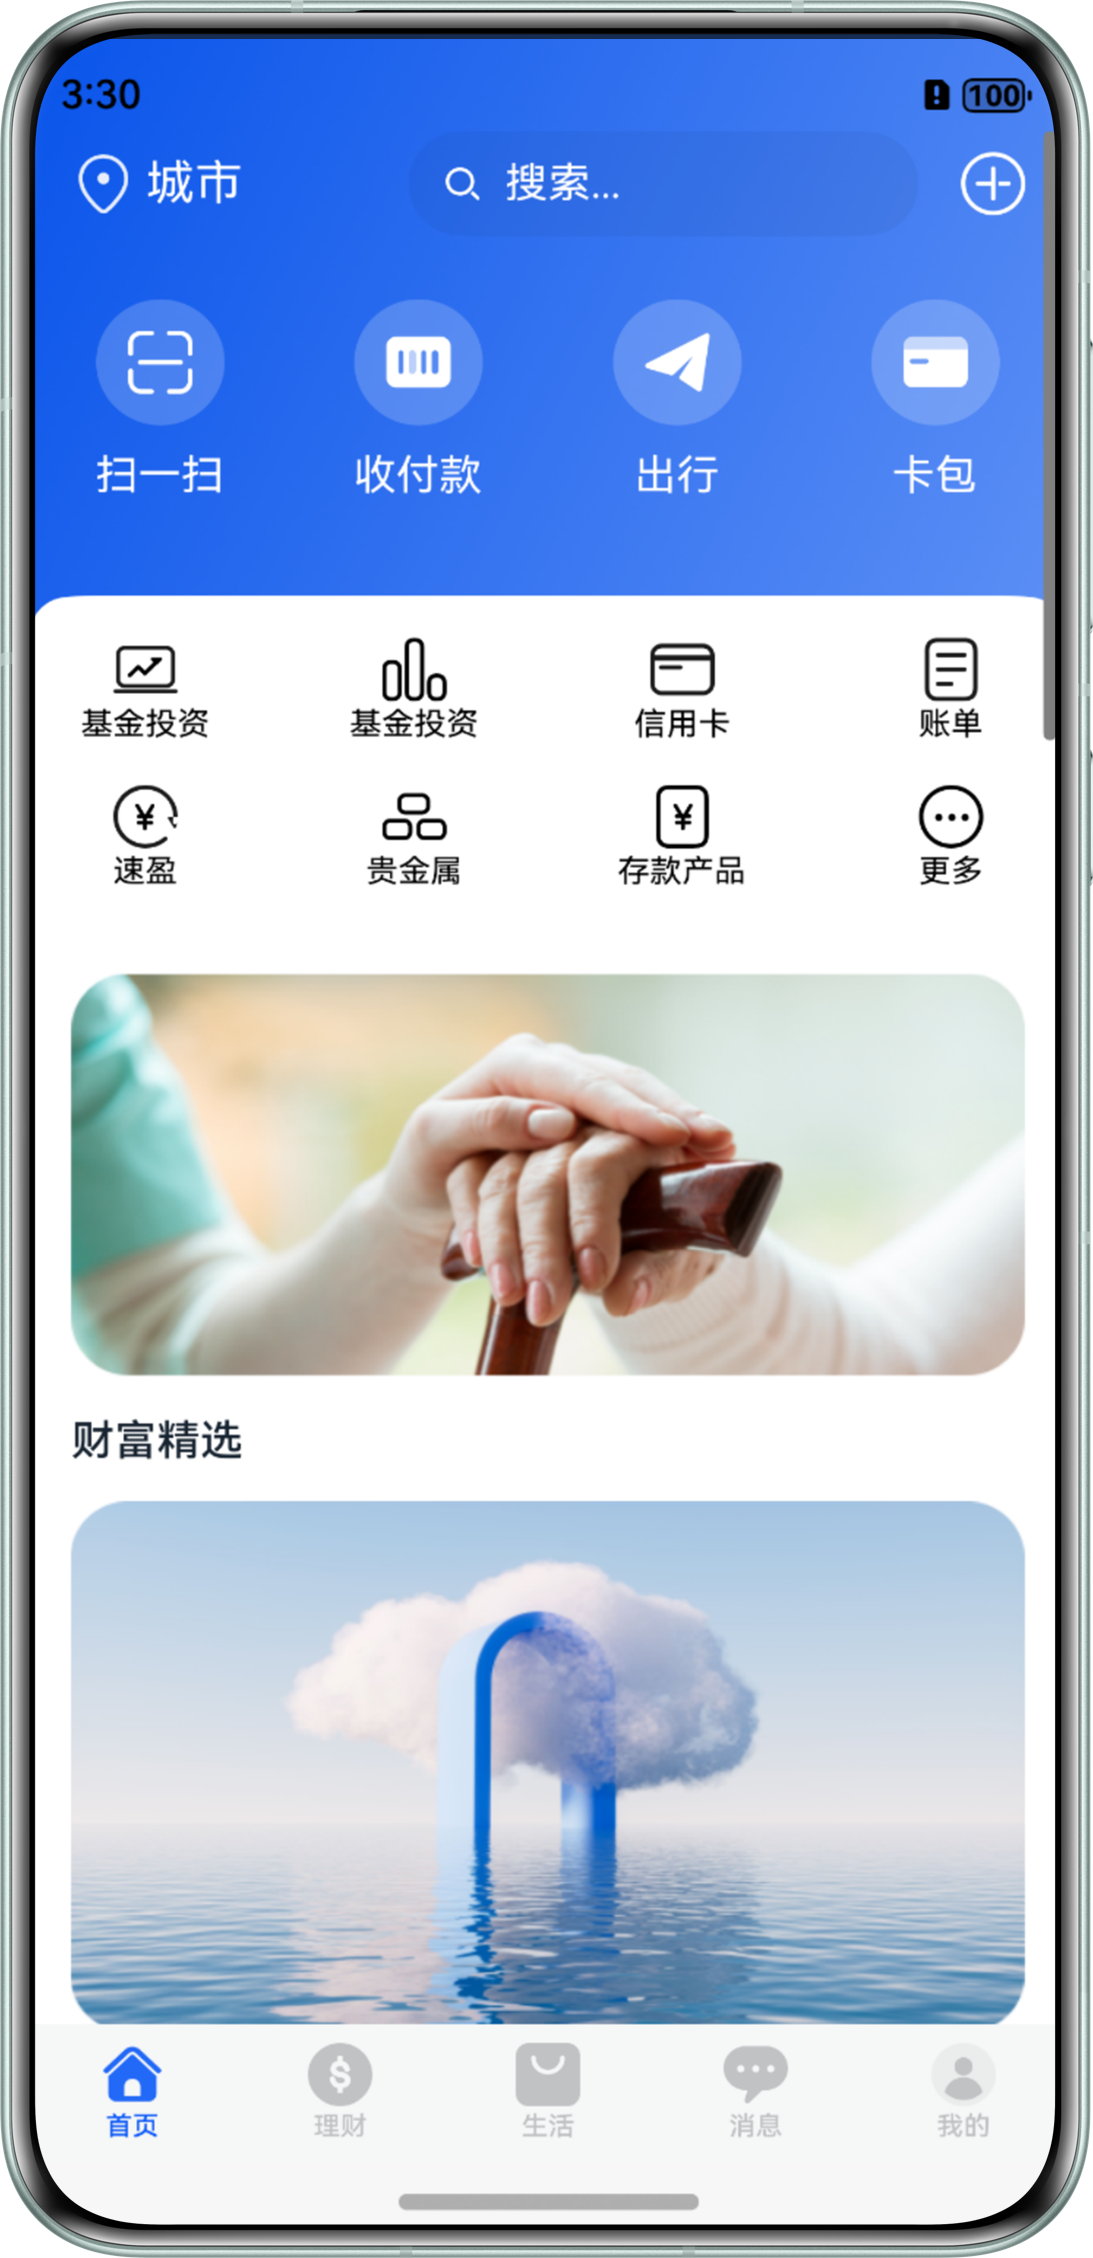 3:30
100
城市
搜索...
扫一扫 收付款 出行 卡包
基金投资 基金投资 信用卡 账单
速盈 贵金属 存款产品 更多
财富精选
首页 理财 生活 消息 我的